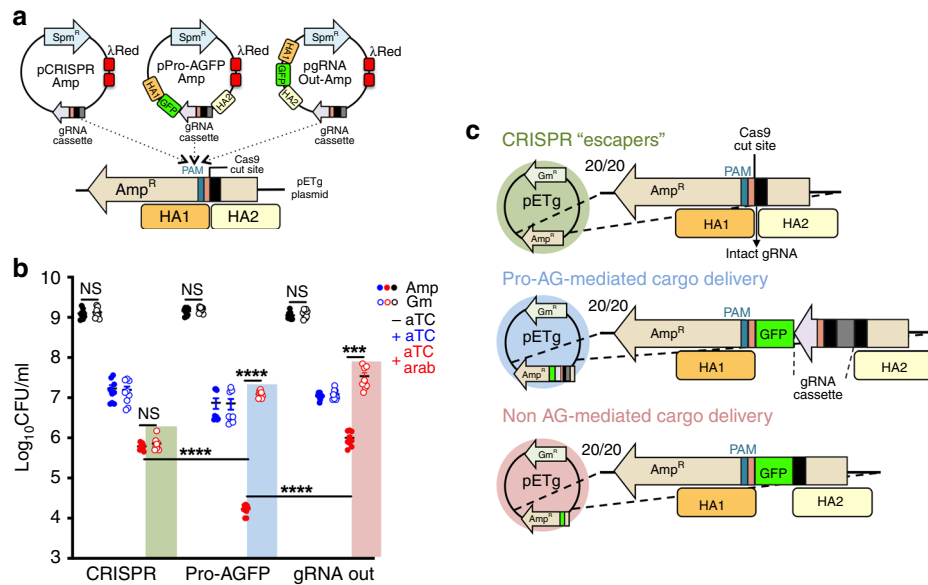 a
Spm^R
λRed
pCRISPR
Amp
gRNA
cassette
Spm^R
λRed
pPro-AGFP
Amp
HA1
GFP
HA2
gRNA
cassette
Spm^R
λRed
pgRNA
Out-Amp
HA1
GFP
HA2
gRNA
cassette
PAM
Cas9
cut site
Amp^R
pETg
plasmid
HA1
HA2
b
Log10CFU/ml
10
9
8
7
6
5
4
3
NS
NS
NS
NS
****
****
****
***
Amp
Gm
– aTC
+ aTC
+ aTC
arab
CRISPR
Pro-AGFP
gRNA out
c
CRISPR “escapers”
Cas9
cut site
20/20
Gm^R
pETg
Amp^R
Amp^R
PAM
HA1
HA2
Intact gRNA
Pro-AG-mediated cargo delivery
20/20
Gm^R
pETg
Amp^R
Amp^R
PAM
GFP
HA1
gRNA
cassette
HA2
Non AG-mediated cargo delivery
20/20
Gm^R
pETg
Amp^R
Amp^R
PAM
GFP
HA1
HA2